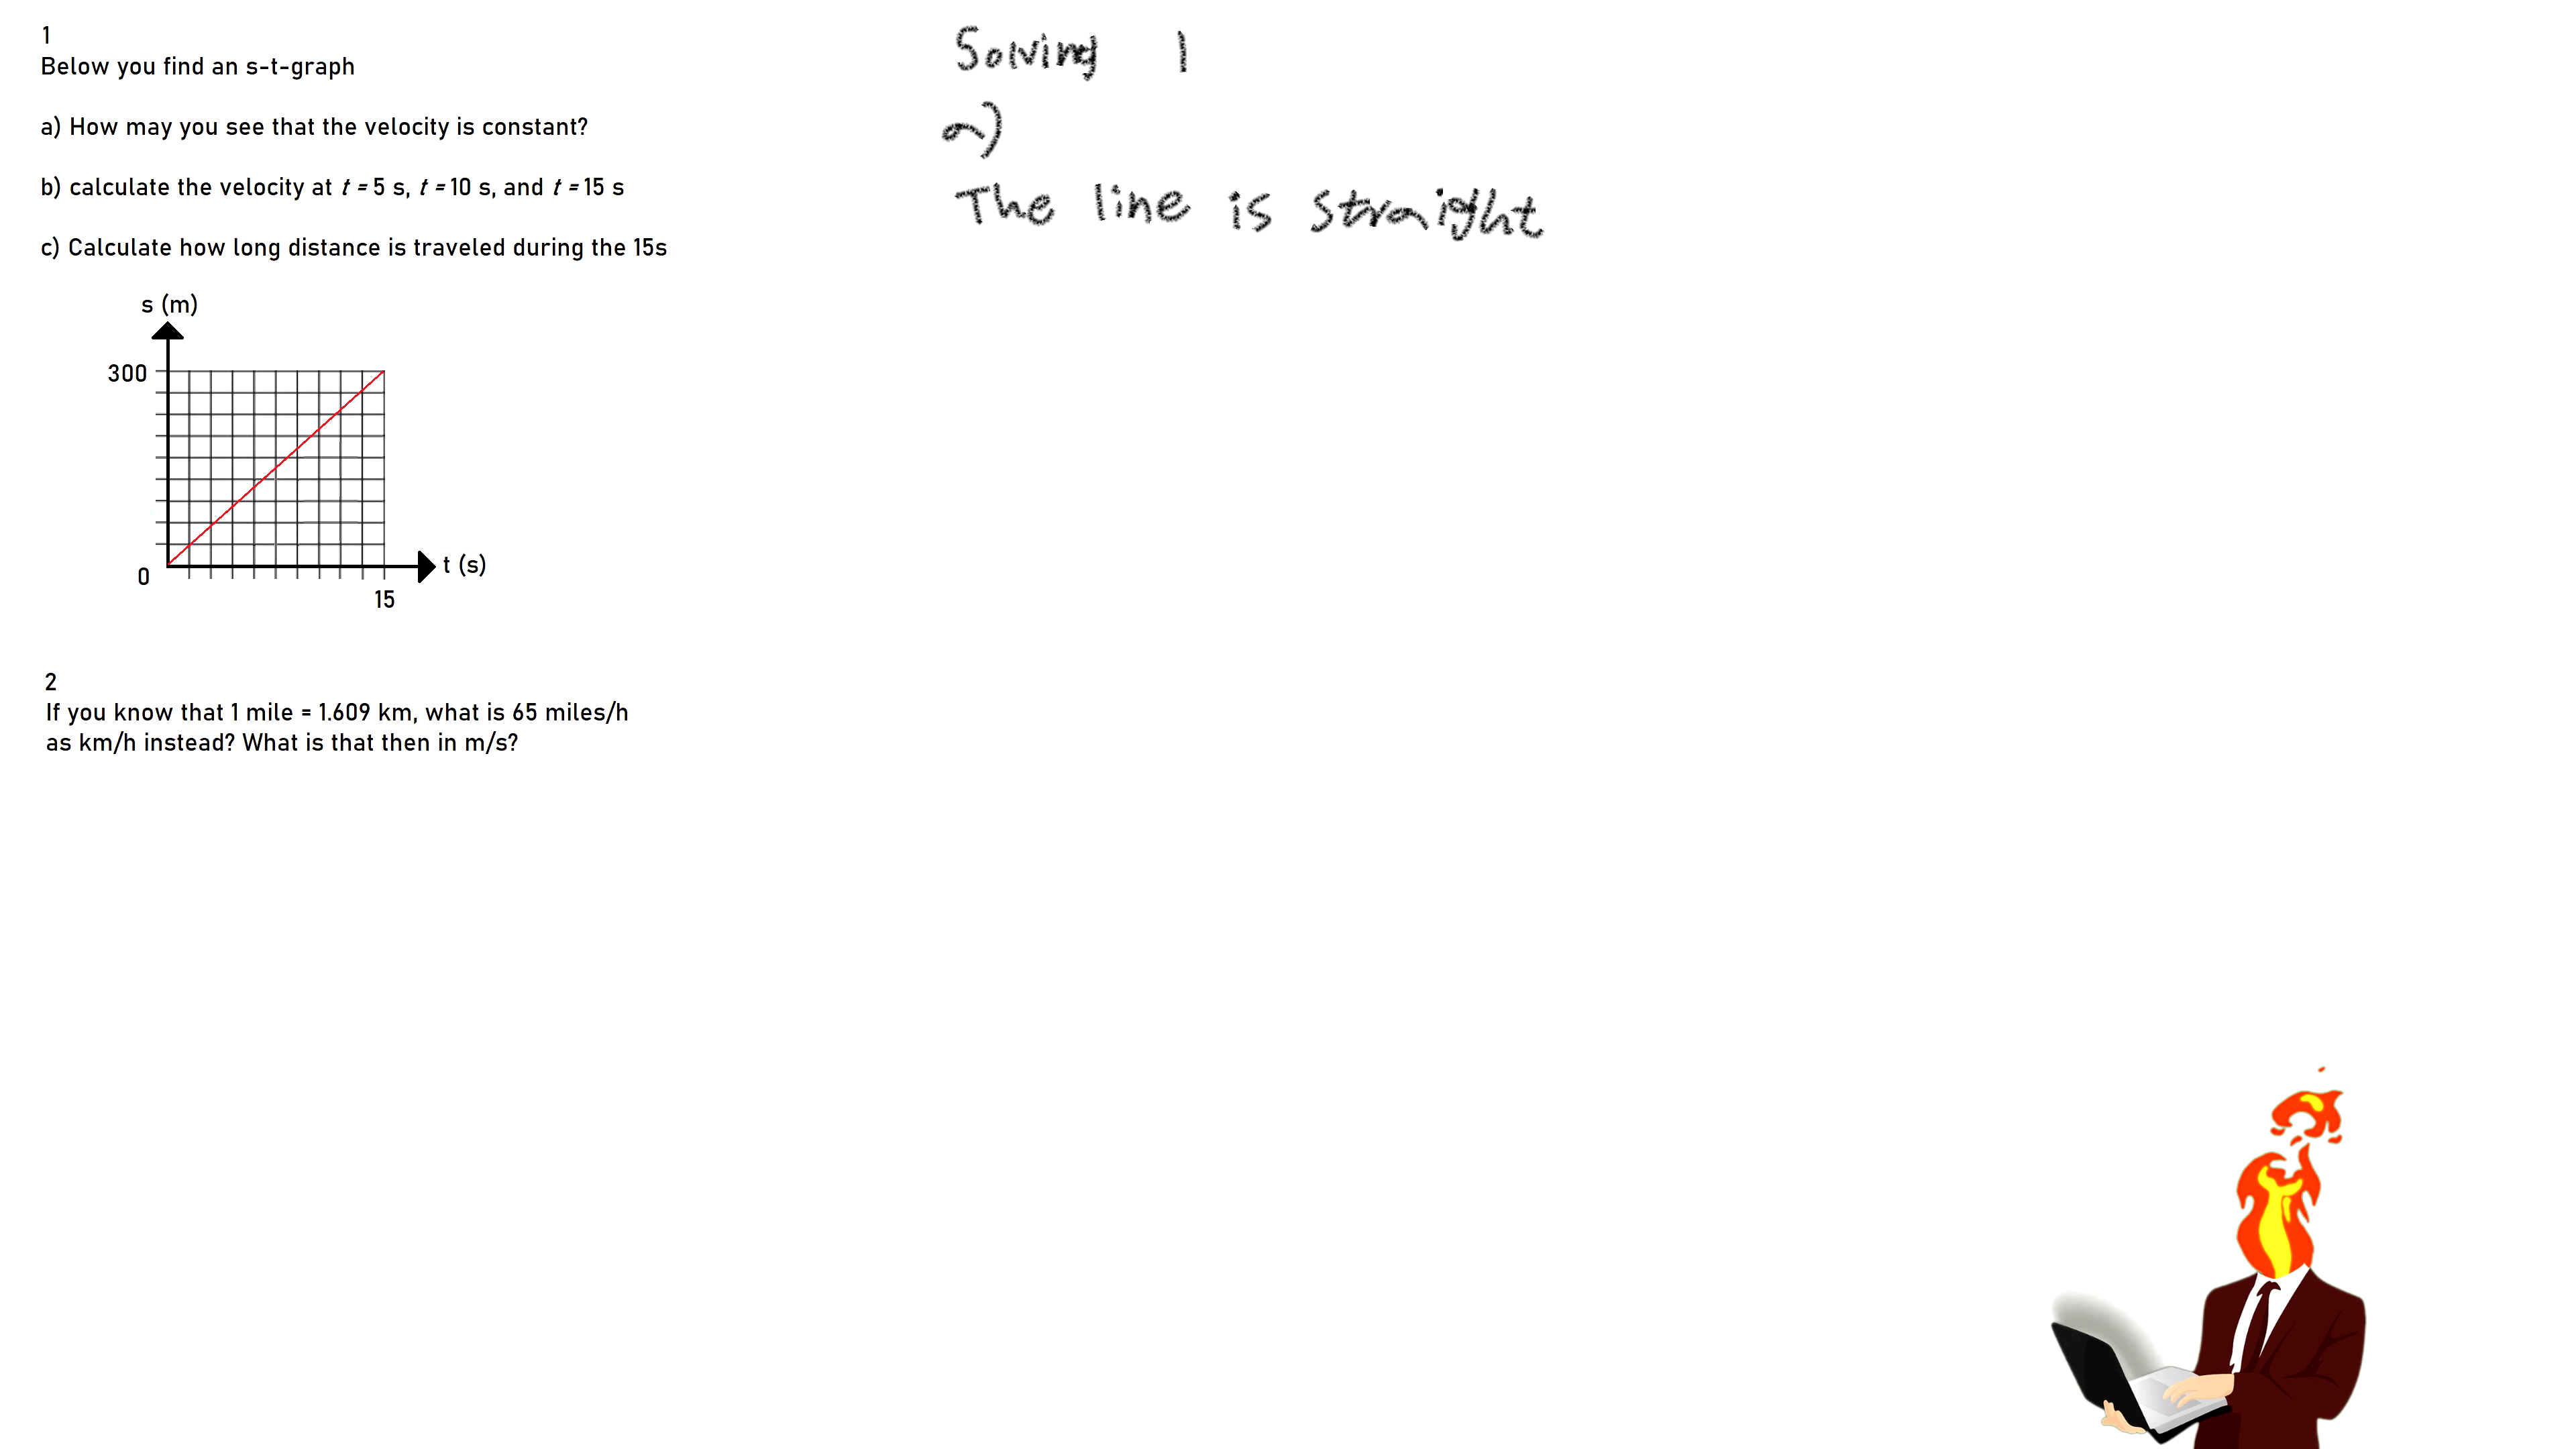 1
Below you find an s-t-graph
a) How may you see that the velocity is constant?
b) calculate the velocity at t = 5 s, t = 10 s, and t = 15 s
c) Calculate how long distance is traveled during the 15s
s (m)
300
0
t (s)
15
2
If you know that 1 mile = 1.609 km, what is 65 miles/h
as km/h instead? What is that then in m/s?
Solving 1
a)
The line is straight